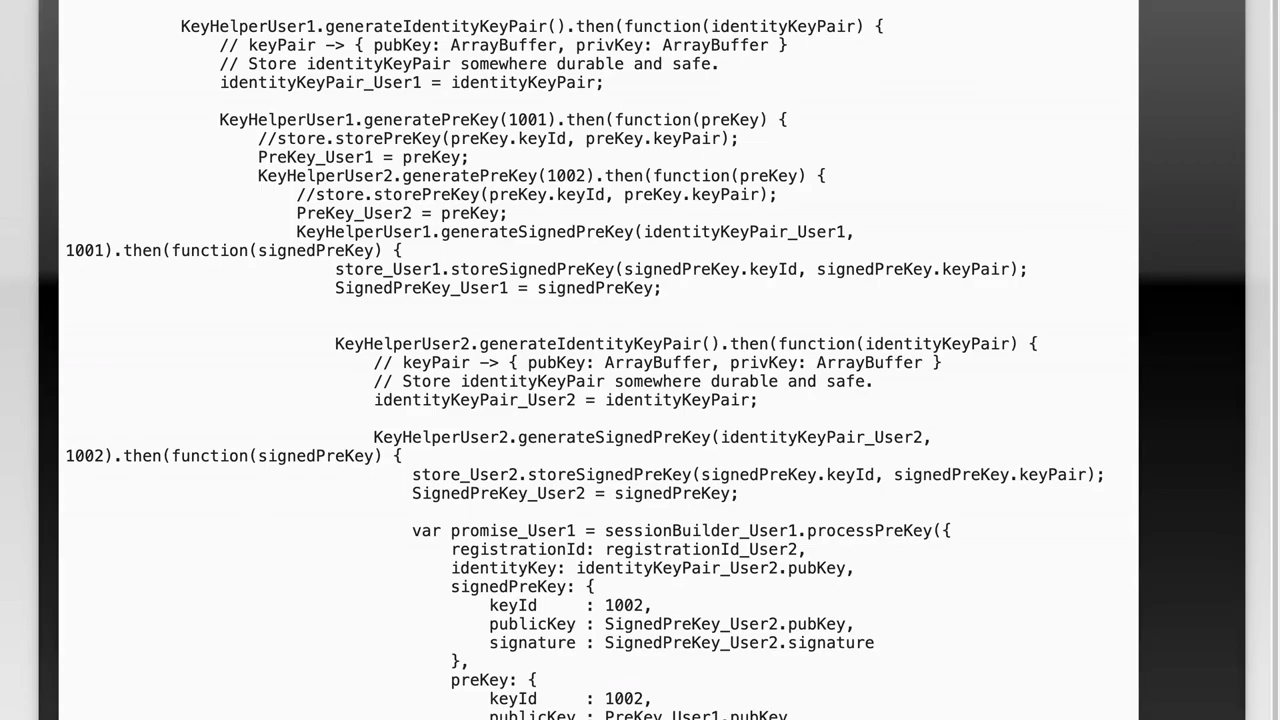 KeyHelperUser1.generateIdentityKeyPair().then(function(identityKeyPair) {
// keyPair -> { pubKey: ArrayBuffer, privKey: ArrayBuffer }
// Store identityKeyPair somewhere durable and safe.
identityKeyPair_User1 = identityKeyPair;
KeyHelperUser1.generatePreKey(1001).then(function(preKey) {
//store.storePreKey(preKey.keyId, preKey.keyPair);
PreKey_User1 = preKey;
KeyHelperUser2.generatePreKey(1002).then(function(preKey) {
//store.storePreKey(preKey.keyId, preKey.keyPair);
PreKey_User2 = preKey;
KeyHelperUser1.generateSignedPreKey(identityKeyPair_User1,
1001).then(function(signedPreKey) {
store_User1.storeSignedPreKey(signedPreKey.keyId, signedPreKey.keyPair);
SignedPreKey_User1 = signedPreKey;
KeyHelperUser2.generateIdentityKeyPair().then(function(identityKeyPair) {
// keyPair -> { pubKey: ArrayBuffer, privKey: ArrayBuffer }
// Store identityKeyPair somewhere durable and safe.
identityKeyPair_User2 = identityKeyPair;
KeyHelperUser2.generateSignedPreKey(identityKeyPair_User2,
1002).then(function(signedPreKey) {
store_User2.storeSignedPreKey(signedPreKey.keyId, signedPreKey.keyPair);
SignedPreKey_User2 = signedPreKey;
var promise_User1 = sessionBuilder_User1.processPreKey({
registrationId: registrationId_User2,
identityKey: identityKeyPair_User2.pubKey,
signedPreKey: {
keyId     : 1002,
publicKey : SignedPreKey_User2.pubKey,
signature : SignedPreKey_User2.signature
},
preKey: {
keyId     : 1002,
publicKey : PreKey_User1.pubKey